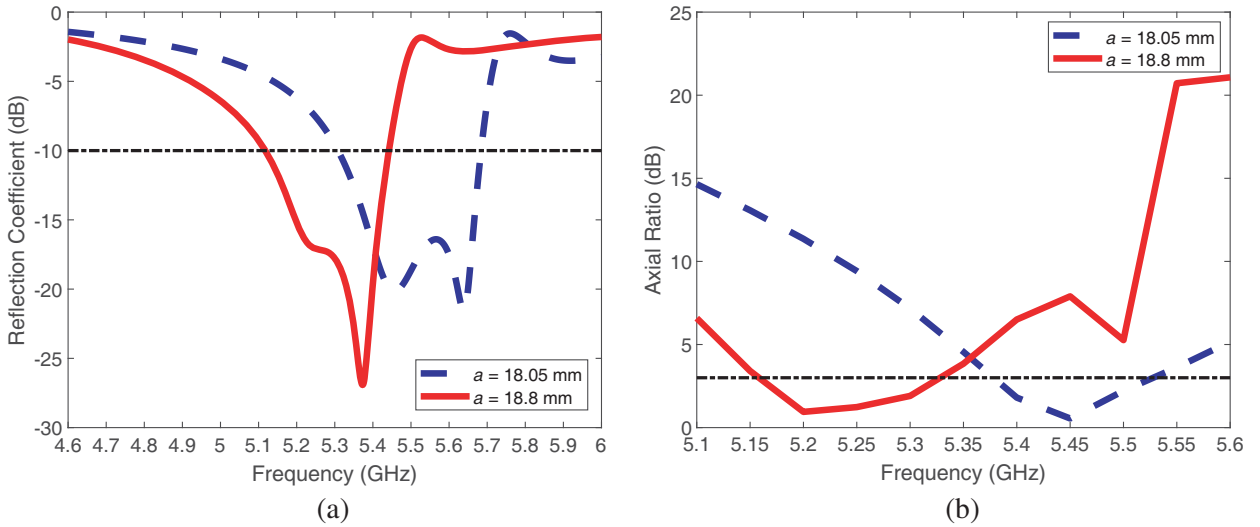 Reflection Coefficient (dB)
0
-5
-10
-15
-20
-25
-30
a = 18.05 mm
a = 18.8 mm
4.6 4.7 4.8 4.9 5 5.1 5.2 5.3 5.4 5.5 5.6 5.7 5.8 5.9 6
Frequency (GHz)
(a)
Axial Ratio (dB)
25
20
15
10
5
0
a = 18.05 mm
a = 18.8 mm
5.1 5.15 5.2 5.25 5.3 5.35 5.4 5.45 5.5 5.55 5.6
Frequency (GHz)
(b)